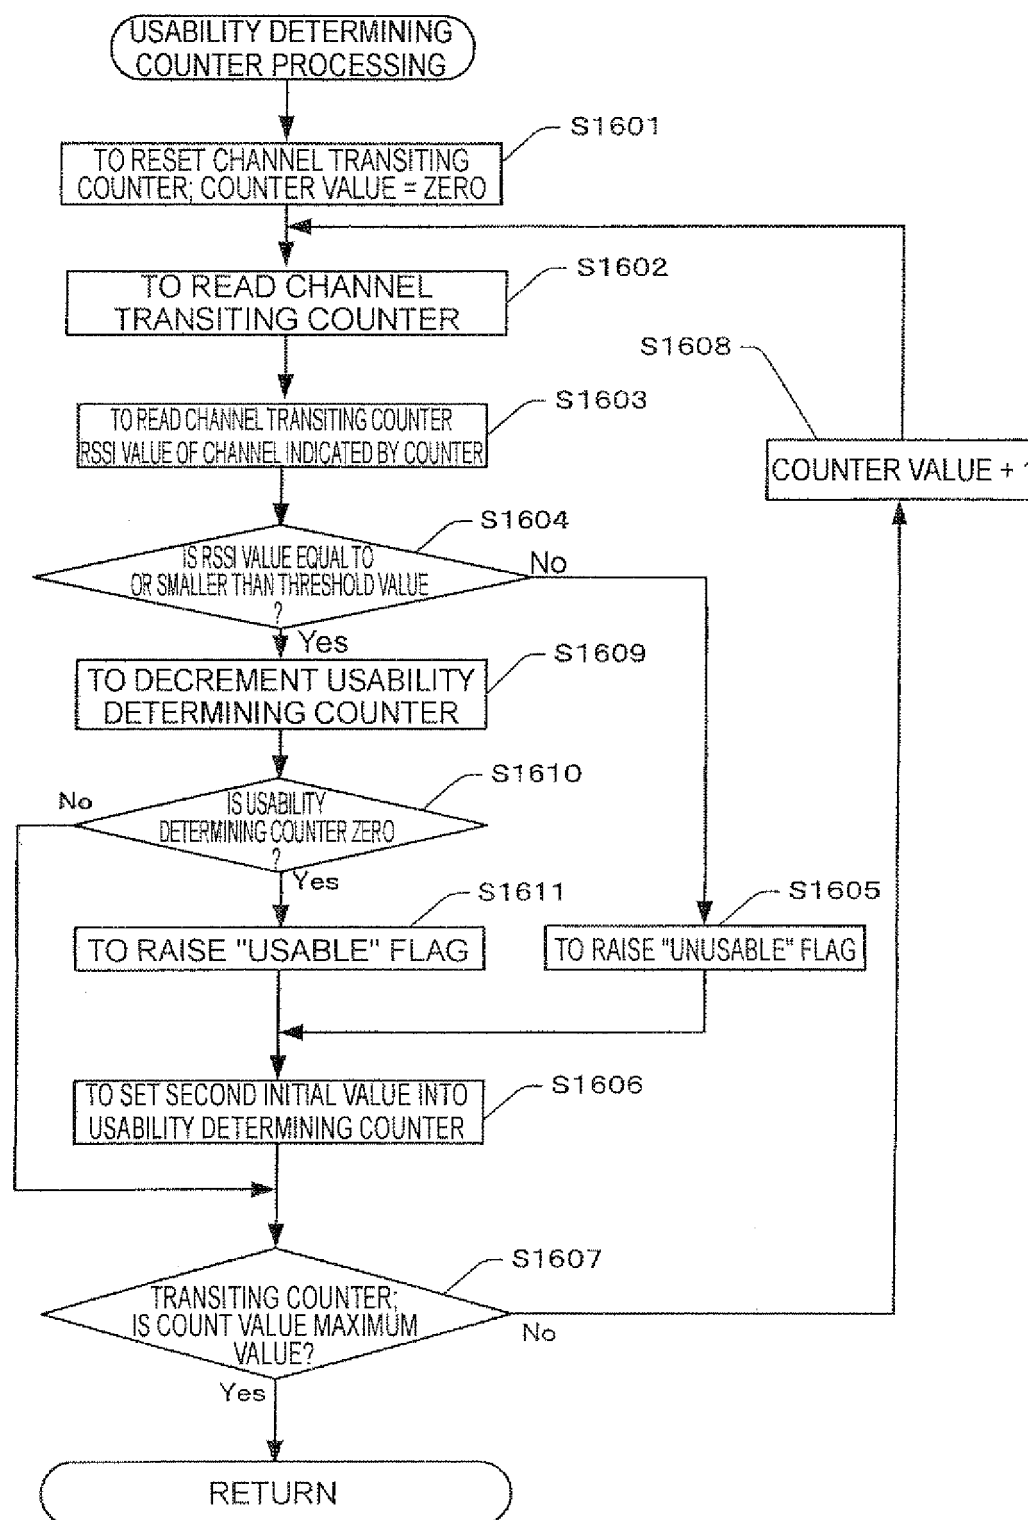 USABILITY DETERMINING
COUNTER PROCESSING
S1601
TO RESET CHANNEL TRANSITING
COUNTER; COUNTER VALUE = ZERO
S1602
TO READ CHANNEL
TRANSITING COUNTER
S1608
S1603
TO READ CHANNEL TRANSITING COUNTER
RSSI VALUE OF CHANNEL INDICATED BY COUNTER
COUNTER VALUE + 1
S1604
IS RSSI VALUE EQUAL TO
OR SMALLER THAN THRESHOLD VALUE
?
No
Yes
S1609
TO DECREMENT USABILITY
DETERMINING COUNTER
S1610
No
IS USABILITY
DETERMINING COUNTER ZERO
?
Yes
S1611
S1605
TO RAISE "USABLE" FLAG
TO RAISE "UNUSABLE" FLAG
S1606
TO SET SECOND INITIAL VALUE INTO
USABILITY DETERMINING COUNTER
S1607
TRANSITING COUNTER;
IS COUNT VALUE MAXIMUM
VALUE?
No
Yes
RETURN